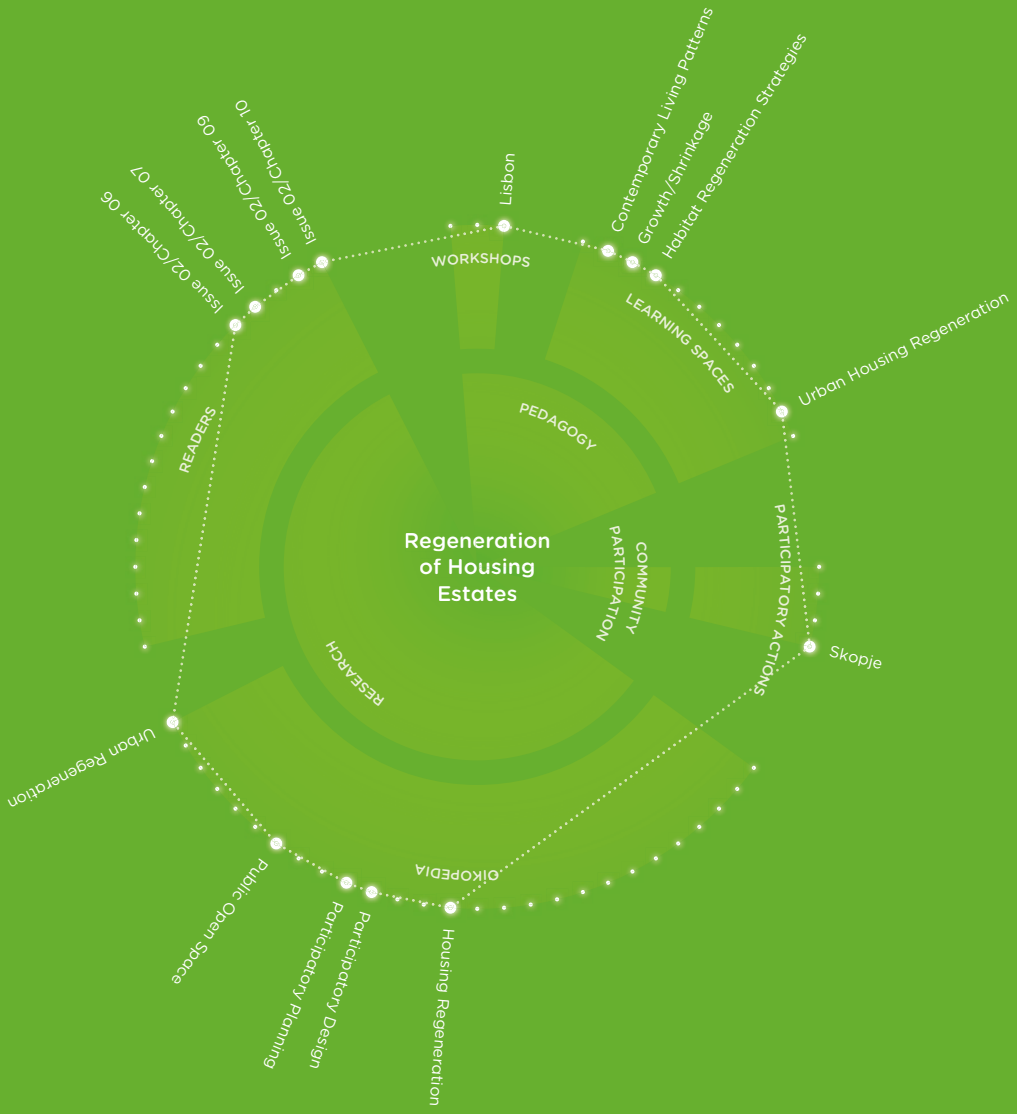 Regeneration
of Housing
Estates
PEDAGOGY
COMMUNITY
PARTICIPATION
RESEARCH
WORKSHOPS
Lisbon
LEARNING SPACES
Contemporary Living Patterns
Growth/Shrinkage
Habitat Regeneration Strategies
Urban Housing Regeneration
PARTICIPATORY ACTIONS
Skopje
OIKOPEDIA
Housing Regeneration
Participatory Design
Participatory Planning
Public Open Space
Urban Regeneration
READERS
Issue 02/Chapter 06
Issue 02/Chapter 07
Issue 02/Chapter 09
Issue 02/Chapter 10